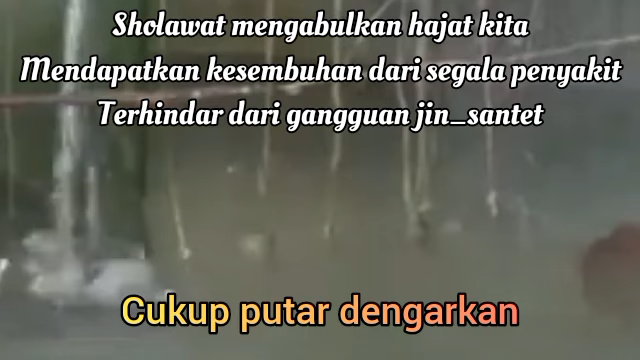 Sholawat mengabulkan hajat kita
Mendapatkan kesembuhan dari segala penyakit
Terhindar dari gangguan jin_santet
Cukup putar dengarkan